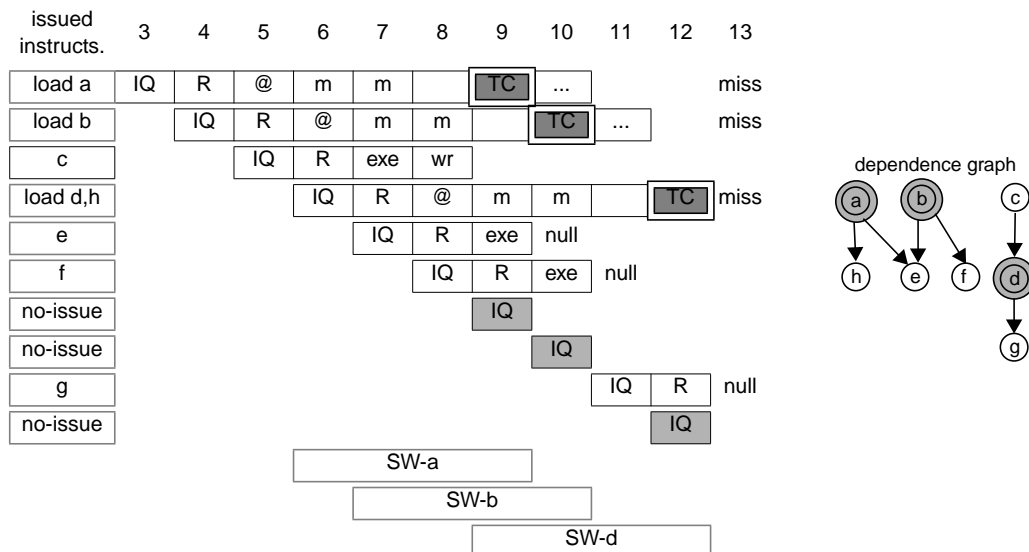 issued instructs. 3 4 5 6 7 8 9 10 11 12 13
load a IQ R @ m m TC ... miss
load b IQ R @ m m TC ... miss
c IQ R exe wr
load d,h IQ R @ m m TC miss
e IQ R exe null
f IQ R exe null
no-issue IQ
no-issue IQ
g IQ R null
no-issue IQ
SW-a
SW-b
SW-d
dependence graph
a b c
h e f d
g